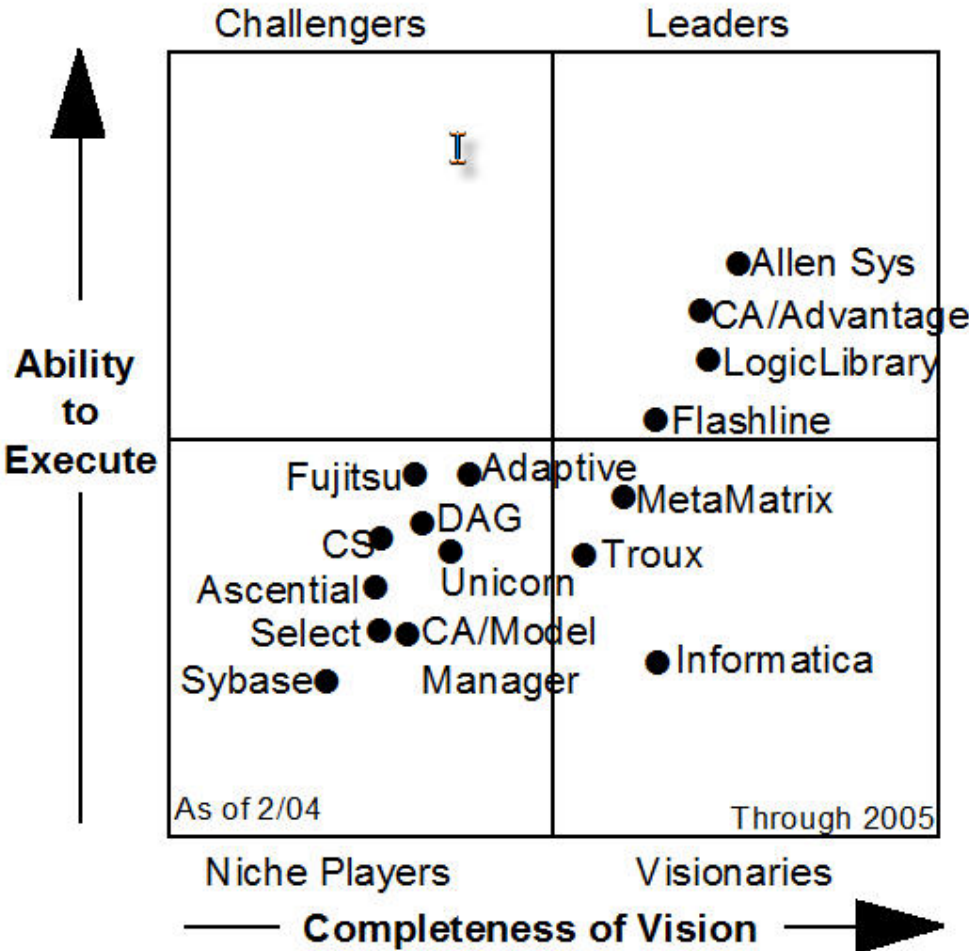 Challengers
Leaders
Allen Sys
CA/Advantage
LogicLibrary
Flashline
Ability
to
Execute
Fujitsu
Adaptive
MetaMatrix
DAG
CS
Troux
Unicorn
Ascential
Select
CA/Model
Manager
Informatica
Sybase
As of 2/04
Through 2005
Niche Players
Visionaries
Completeness of Vision